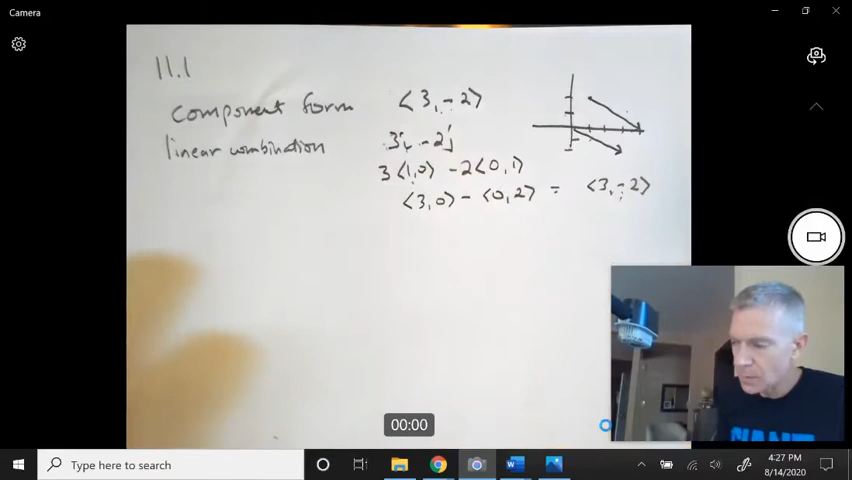 Camera
11.1
component form <3, -2>
linear combination 3i - 2j
3<1,0> - 2<0,1>
<3,0> - <0,2> = <3,-2>
00:00
GIANT
Type here to search
4:27 PM
8/14/2020